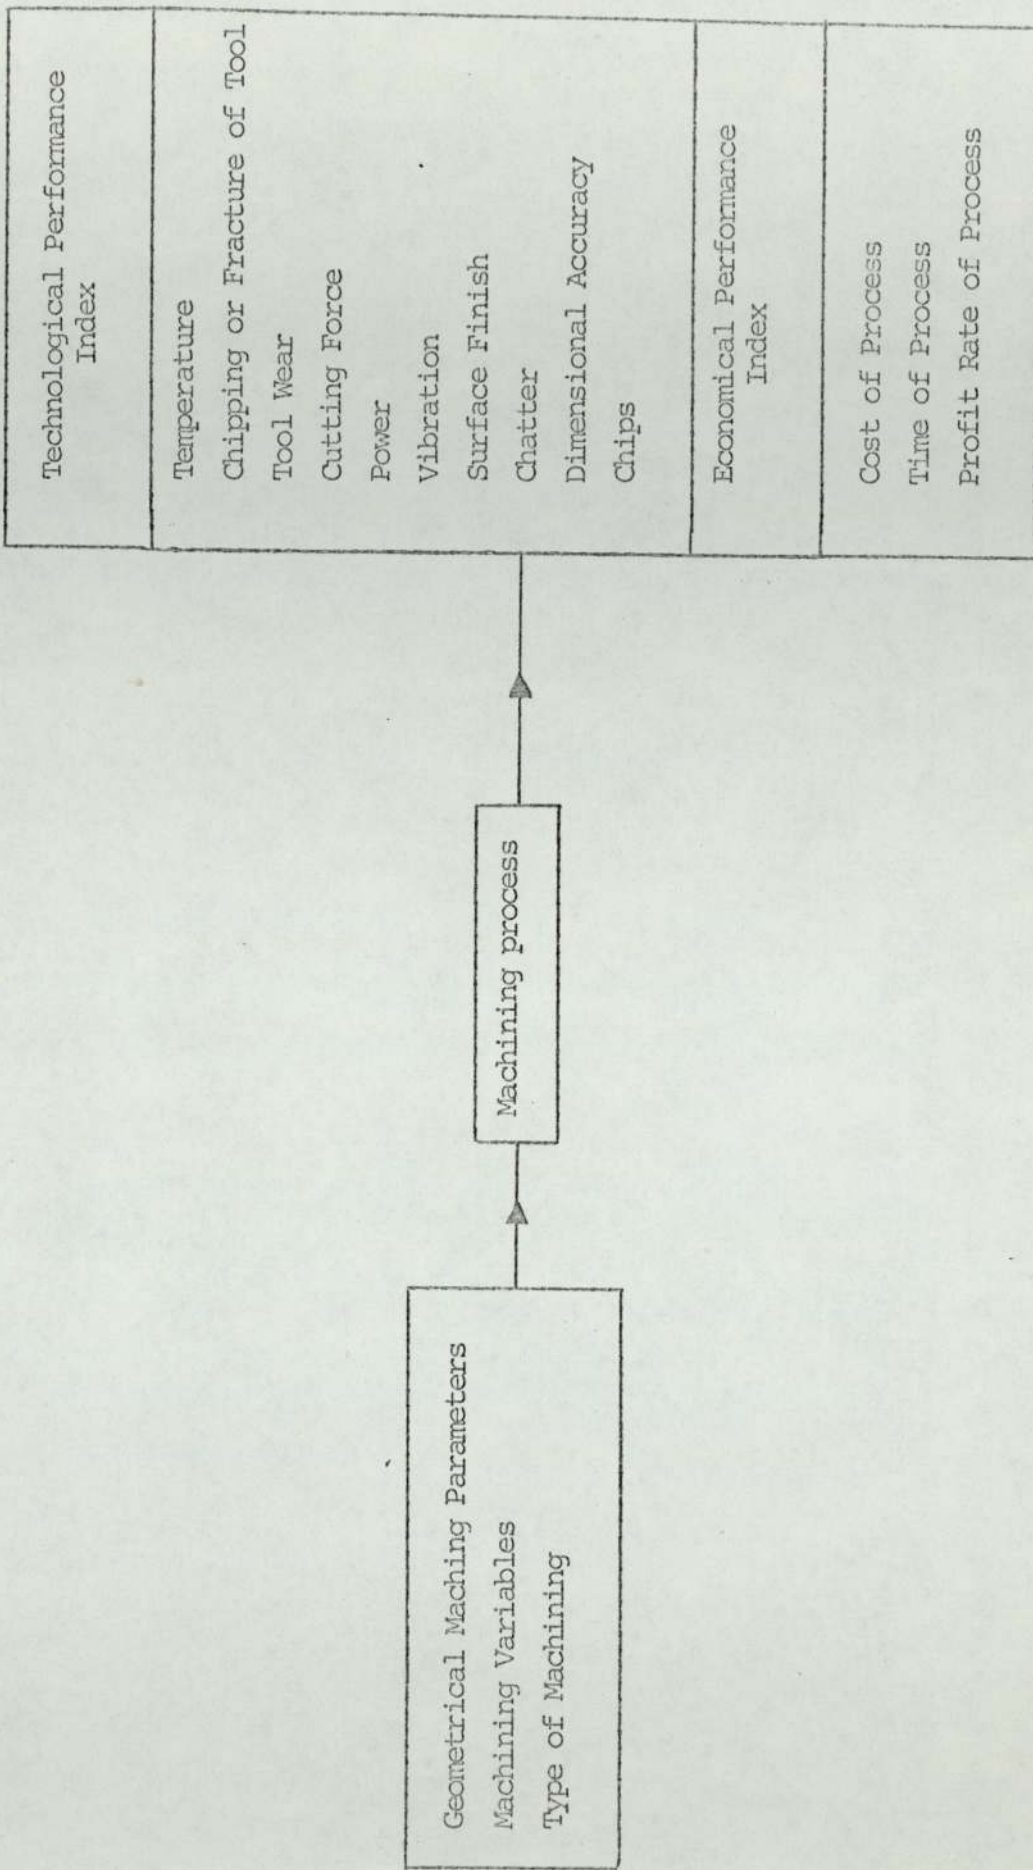 Geometrical Maching Parameters
Machining Variables
Type of Machining
Machining process
Technological Performance
Index
Temperature
Chipping or Fracture of Tool
Tool Wear
Cutting Force
Power
Vibration
Surface Finish
Chatter
Dimensional Accuracy
Chips
Economical Performance
Index
Cost of Process
Time of Process
Profit Rate of Process